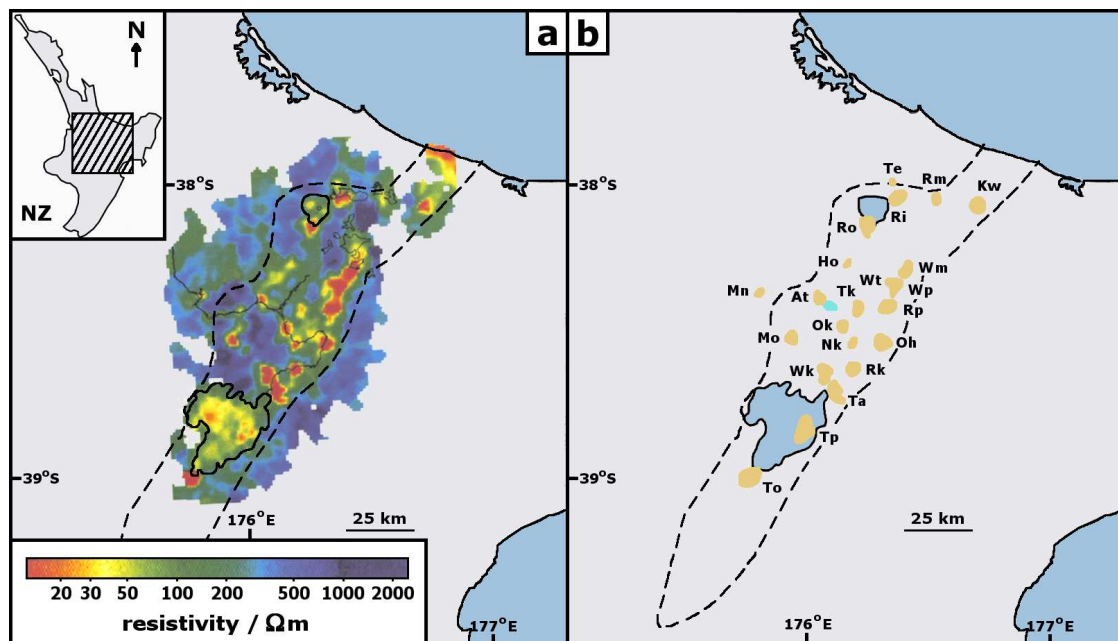 N
NZ
a
b
38°S
39°S
176°E
177°E
25 km
20 30 50 100 200 500 1000 2000
resistivity / Ωm
38°S
39°S
Te
Rm
Kw
Ri
Ro
Ho
Wm
Wt
Wp
Mn
At
Tk
Rp
Ok
Mo
Nk
Oh
Wk
Rk
Ta
Tp
To
25 km
176°E
177°E